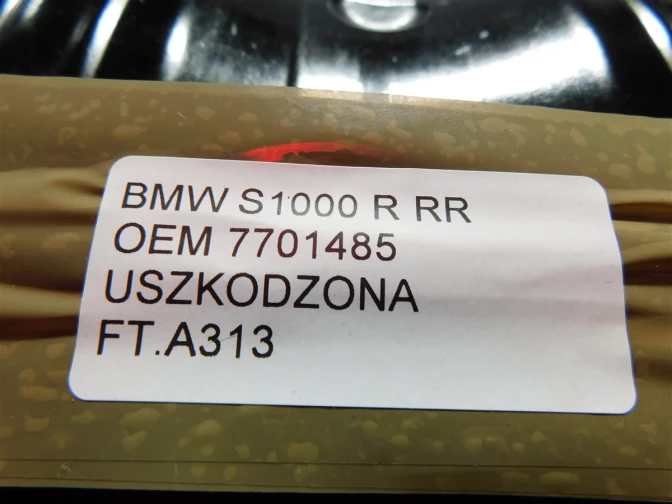 BMW S1000 R RR
OEM 7701485
USZKODZONA
FT.A313